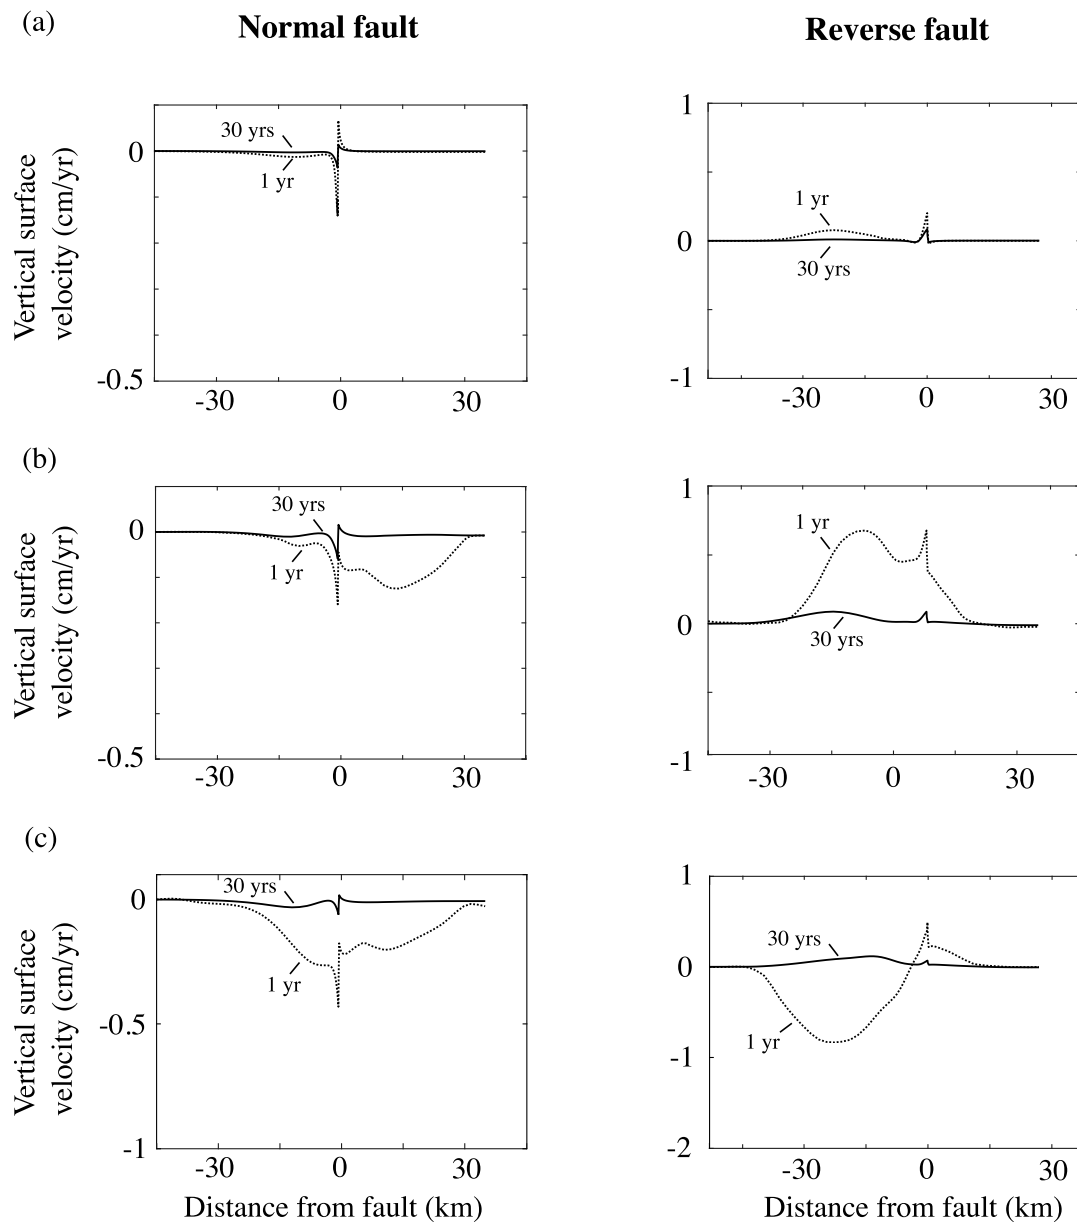 (a)
Normal fault
Reverse fault
Vertical surface
velocity (cm/yr)
0
-0.5
30 yrs
1 yr
-30
0
30
1
0
-1
1 yr
30 yrs
-30
0
30
(b)
Vertical surface
velocity (cm/yr)
0
-0.5
30 yrs
1 yr
-30
0
30
1
0
-1
1 yr
30 yrs
-30
0
30
(c)
Vertical surface
velocity (cm/yr)
0
-0.5
-1
30 yrs
1 yr
-30
0
30
Distance from fault (km)
1
0
-1
-2
30 yrs
1 yr
-30
0
30
Distance from fault (km)